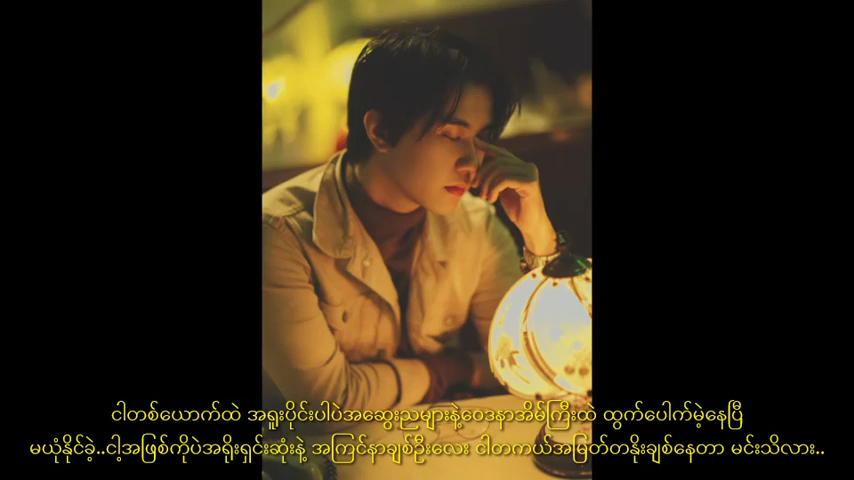 ငါတစ်ယောက်ထဲ အရူးပိုင်းပါပဲအဆွေးညများနဲ့ဝေဒနာအိမ်ကြီးထဲ ထွက်ပေါက်မဲ့နေပြီ
မယုံနိုင်ခဲ့..ငါ့အဖြစ်ကိုပဲအရိုးရှင်းဆုံးနဲ့ အကြင်နာချစ်ဦးလေး ငါတကယ်အမြတ်တနိုးချစ်နေတာ မင်းသိလား..